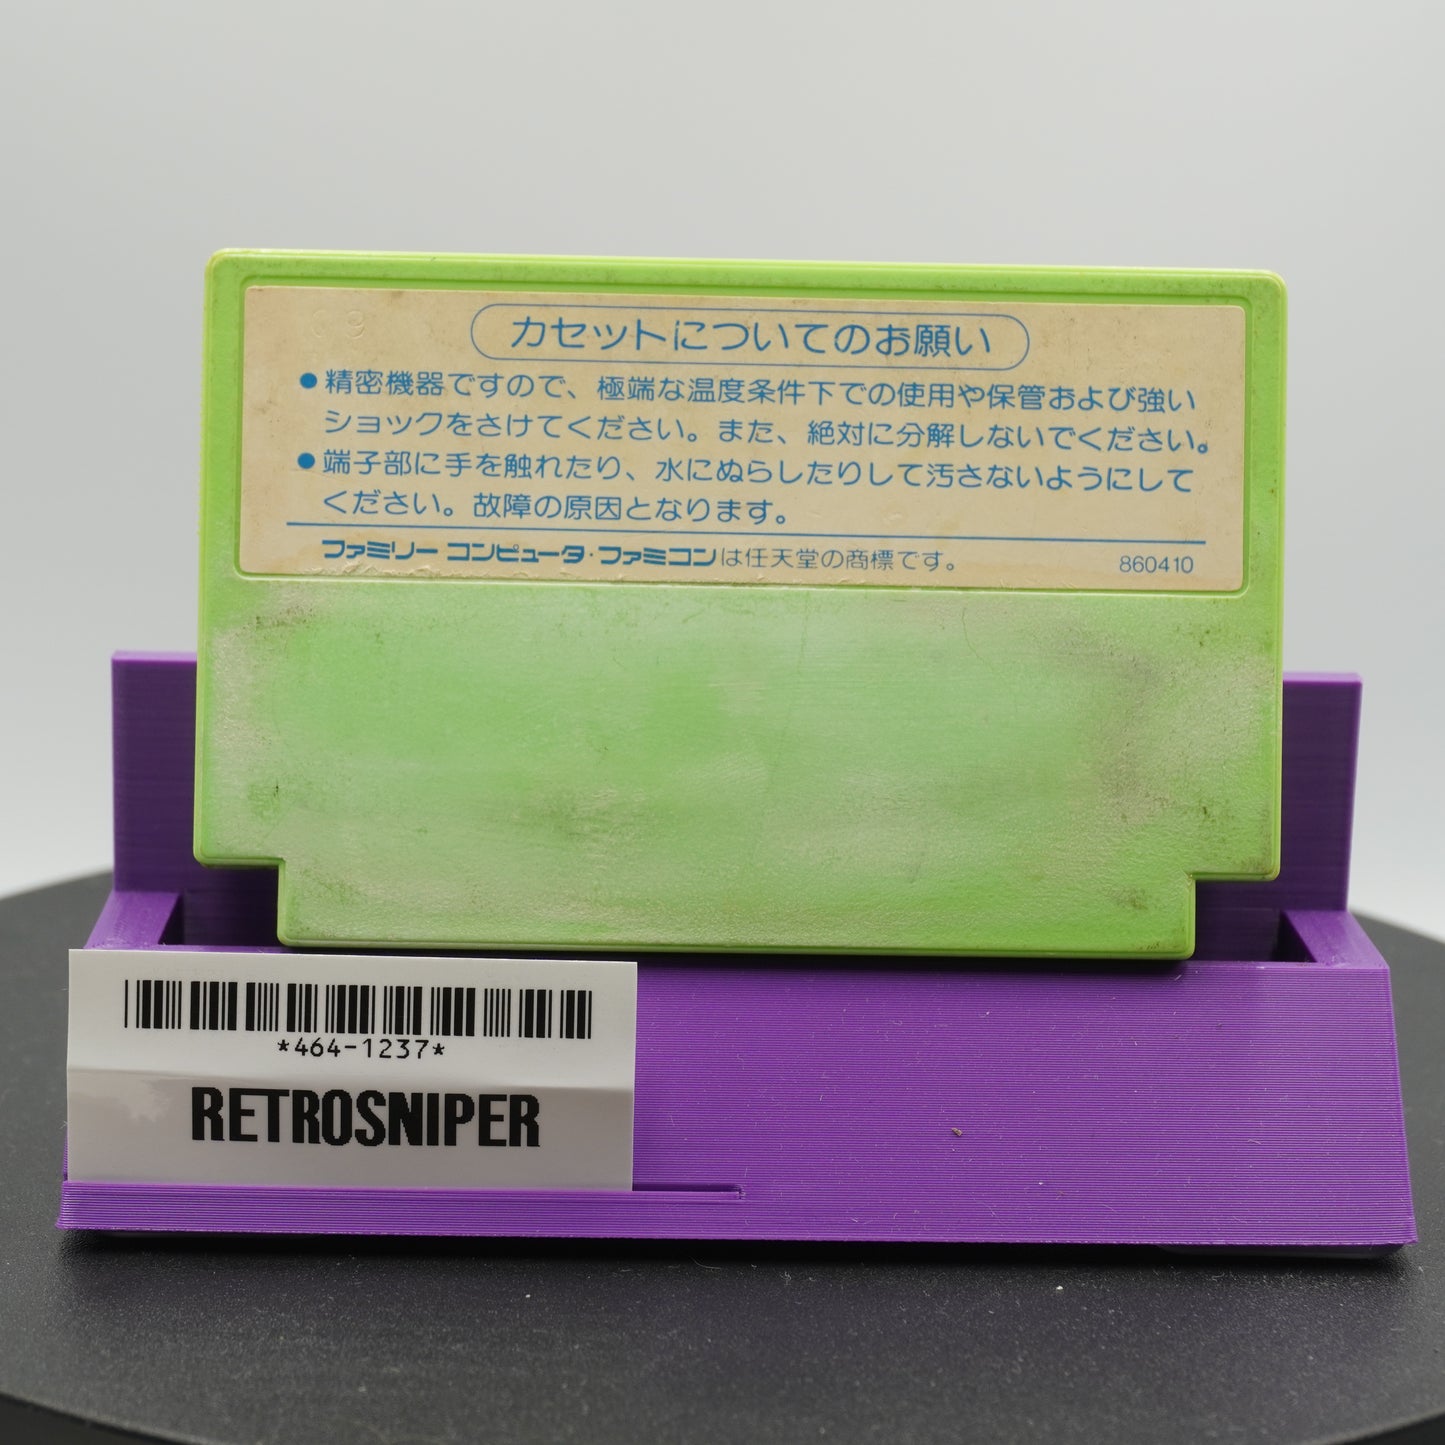 09
カセットについてのお願い
●精密機器ですので、極端な温度条件下での使用や保管および強い
ショックをさけてください。また、絶対に分解しないでください。
●端子部に手を触れたり、水にぬらしたりして汚さないようにして
ください。故障の原因となります。
ファミリー コンピュータ・ファミコンは任天堂の商標です。 860410
*464-1237*
RETROSNIPER